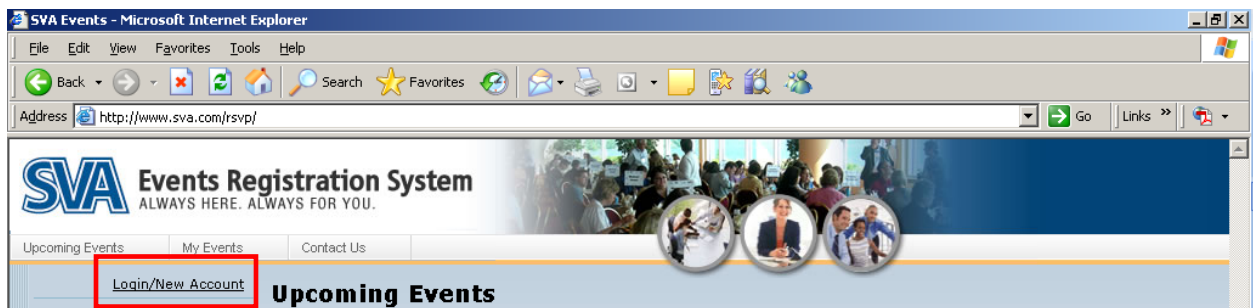 SVA Events - Microsoft Internet Explorer
File Edit View Favorites Tools Help
Back Search Favorites
Address http://www.sva.com/rsvp/ Go Links »
SVA Events Registration System
ALWAYS HERE. ALWAYS FOR YOU.
Upcoming Events My Events Contact Us
Login/New Account
Upcoming Events